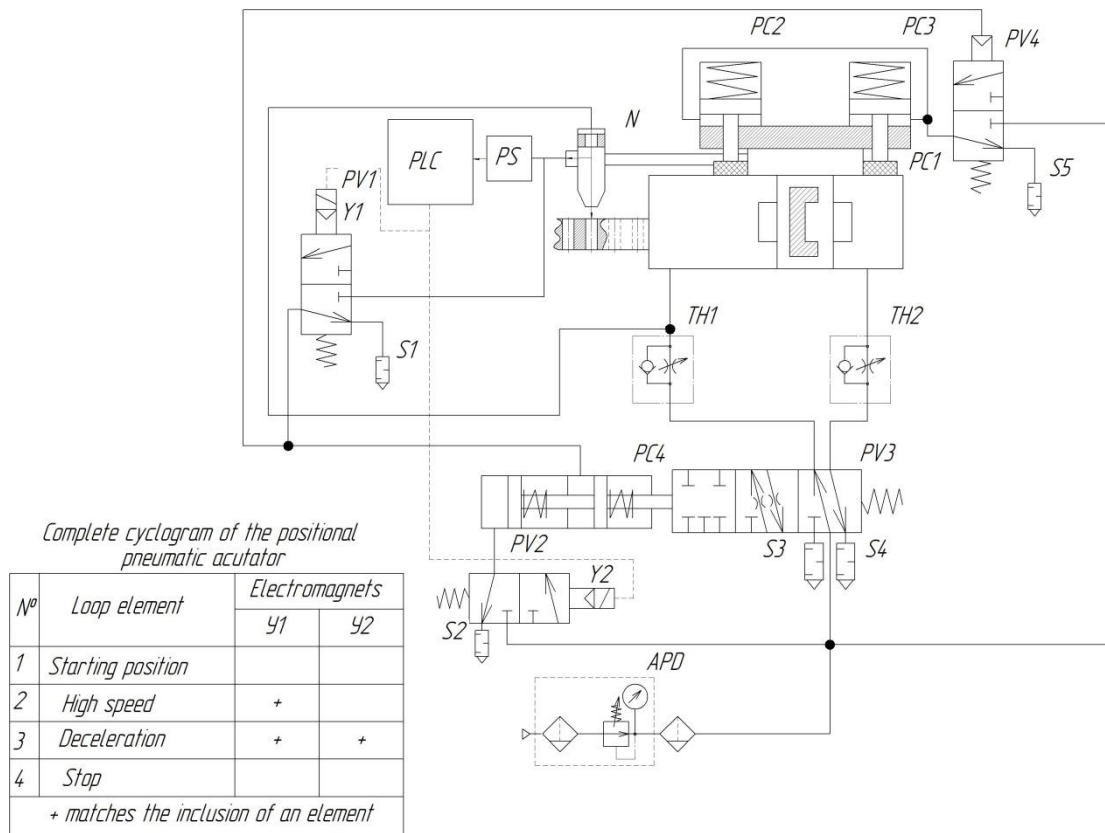 PC2
PC3
PV4
N
PLC
PS
PC1
PV1
Y1
S5
TH1
TH2
S1
PC4
PV3
PV2
S3
S4
Y2
S2
APD
Complete cyclogram of the positional
pneumatic acutator
Nº Loop element Electromagnets
У1 У2
1 Starting position
2 High speed +
3 Deceleration + +
4 Stop
+ matches the inclusion of an element